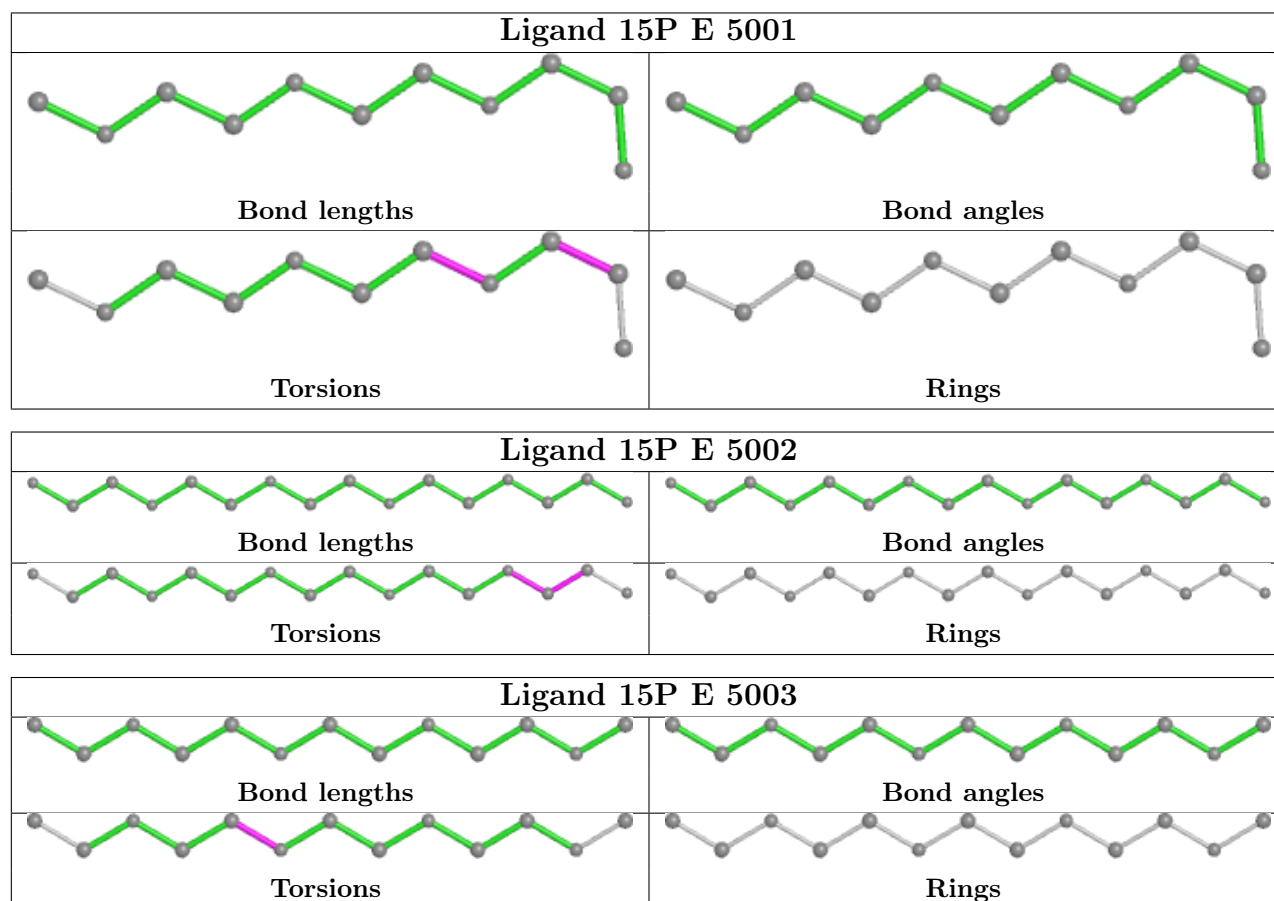 Ligand 15P E 5001
Bond lengths
Bond angles
Torsions
Rings
Ligand 15P E 5002
Bond lengths
Bond angles
Torsions
Rings
Ligand 15P E 5003
Bond lengths
Bond angles
Torsions
Rings